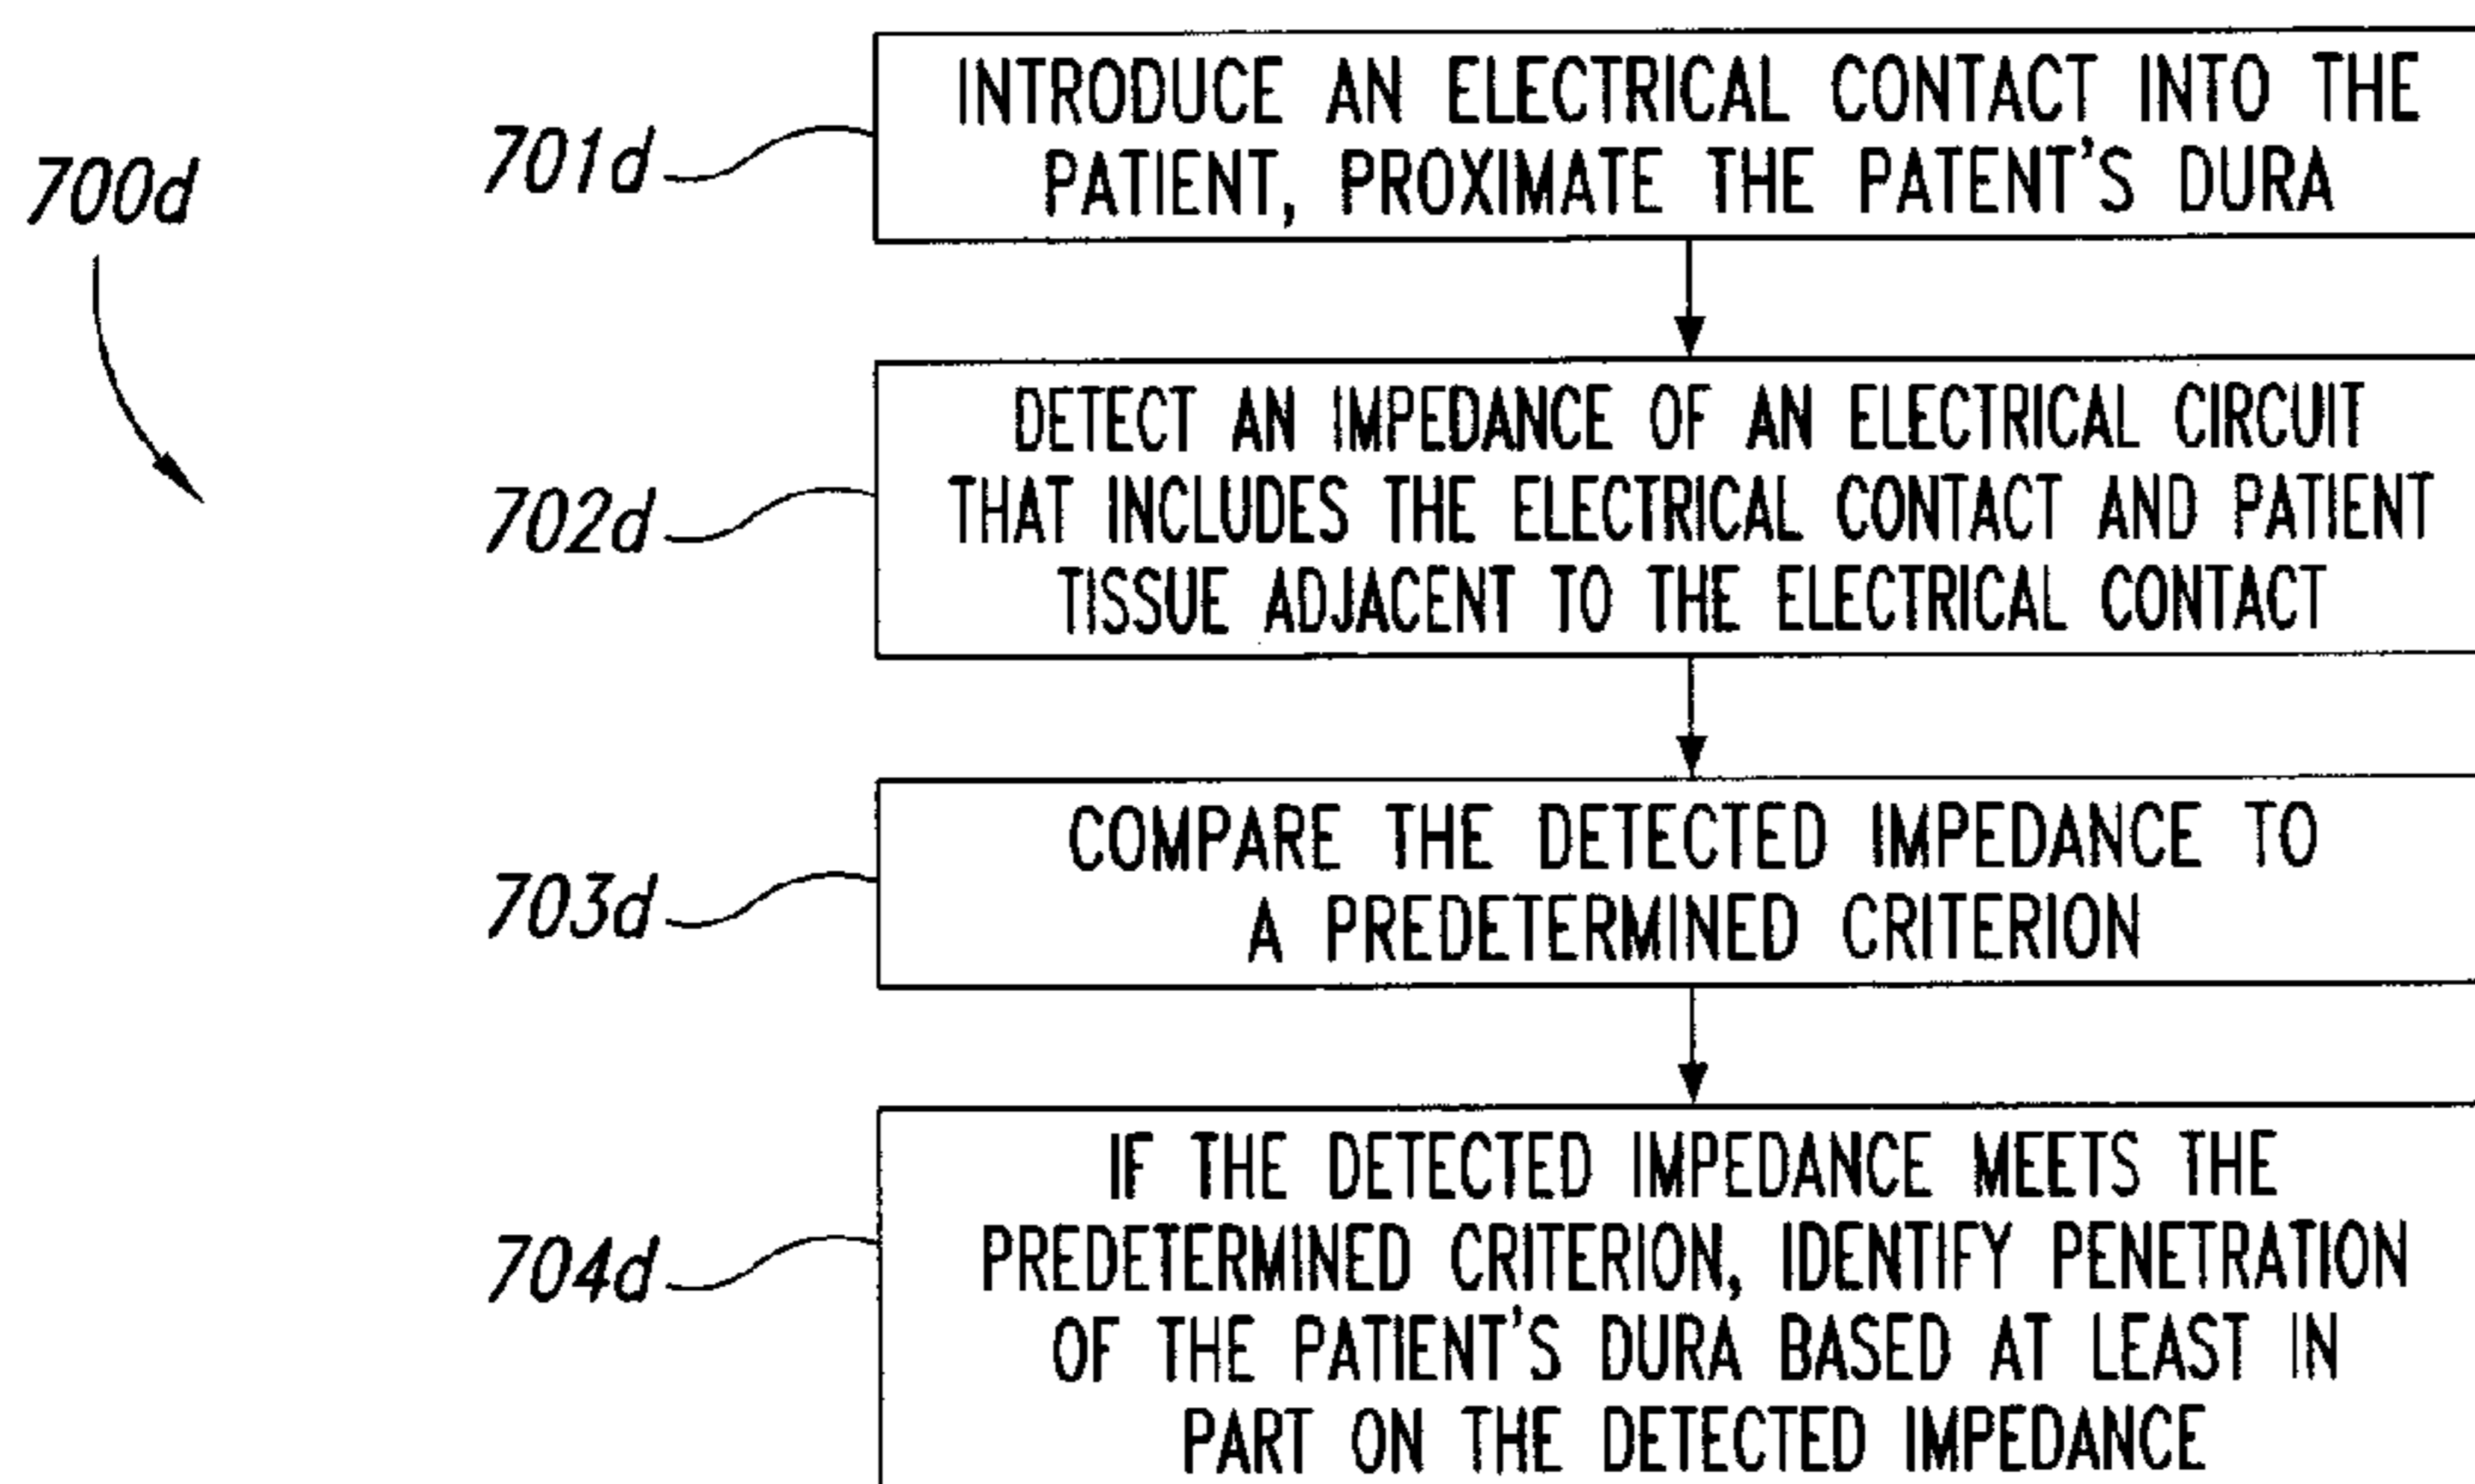 700d
701d
INTRODUCE AN ELECTRICAL CONTACT INTO THE
PATIENT, PROXIMATE THE PATENT'S DURA
702d
DETECT AN IMPEDANCE OF AN ELECTRICAL CIRCUIT
THAT INCLUDES THE ELECTRICAL CONTACT AND PATIENT
TISSUE ADJACENT TO THE ELECTRICAL CONTACT
703d
COMPARE THE DETECTED IMPEDANCE TO
A PREDETERMINED CRITERION
704d
IF THE DETECTED IMPEDANCE MEETS THE
PREDETERMINED CRITERION, IDENTIFY PENETRATION
OF THE PATIENT'S DURA BASED AT LEAST IN
PART ON THE DETECTED IMPEDANCE